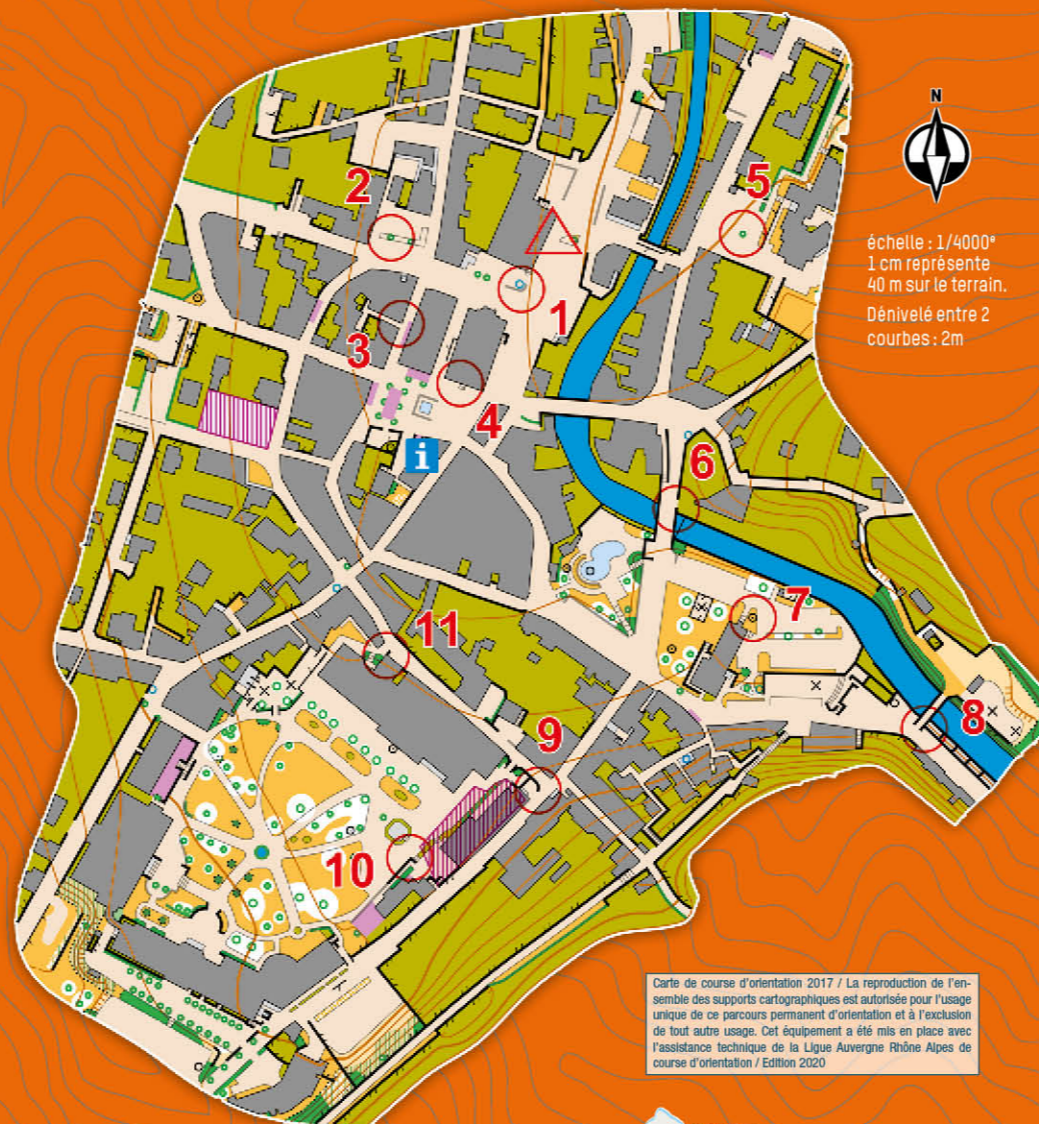 N
échelle : 1/4000ᵉ
1 cm représente
40 m sur le terrain.
Dénivelé entre 2
courbes : 2m
2
5
1
3
4
i
6
7
11
9
8
10
Carte de course d'orientation 2017 / La reproduction de l'en-
semble des supports cartographiques est autorisée pour l'usage
unique de ce parcours permanent d'orientation et à l'exclusion
de tout autre usage. Cet équipement a été mis en place avec
l'assistance technique de la Ligue Auvergne Rhône Alpes de
course d'orientation / Edition 2020